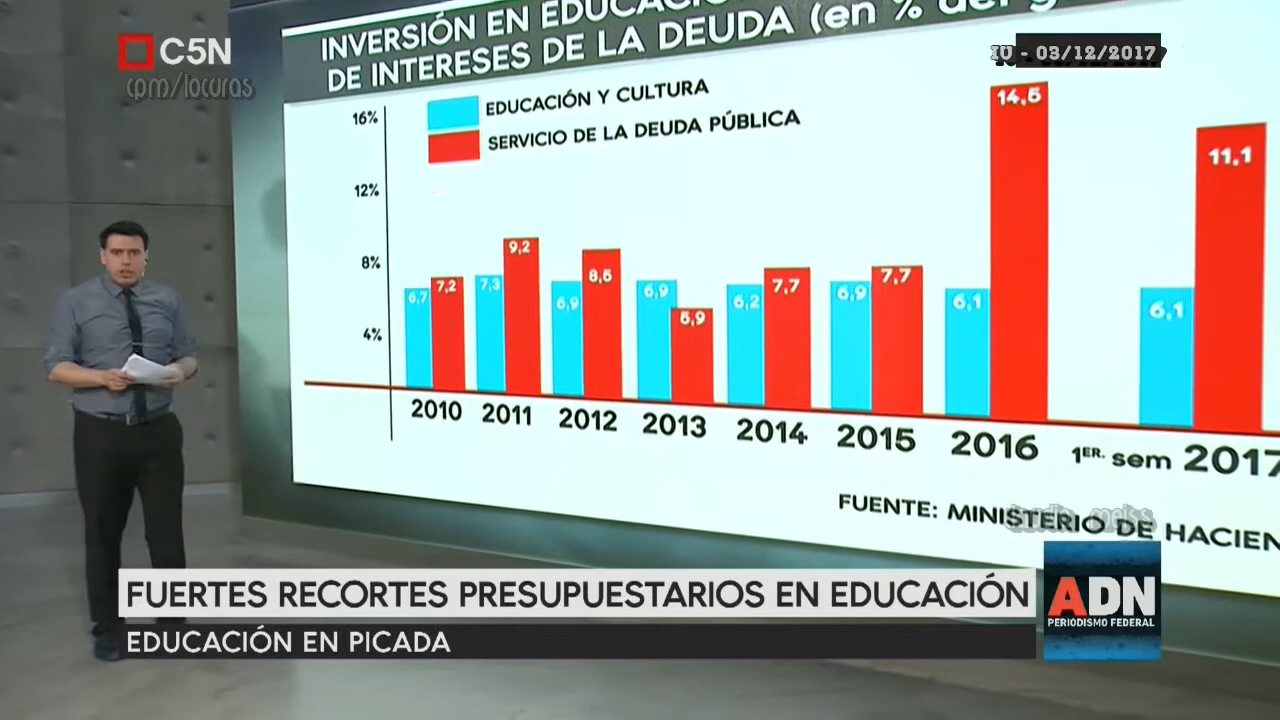 INVERSIÓN EN EDUCACIÓ
DE INTERESES DE LA DEUDA (en % del g
C5N
cpm/locuras
03/12/2017
EDUCACIÓN Y CULTURA
SERVICIO DE LA DEUDA PÚBLICA
16%
12%
8%
4%
6,7 7,2 7,3 9,2 6,9 8,5 6,9 5,9 6,2 7,7 6,9 7,7 6,1 14,5 6,1 11,1
2010 2011 2012 2013 2014 2015 2016 1ER. sem 2017
FUENTE: MINISTERIO DE HACIEN
FUERTES RECORTES PRESUPUESTARIOS EN EDUCACIÓN
EDUCACIÓN EN PICADA
ADN
PERIODISMO FEDERAL